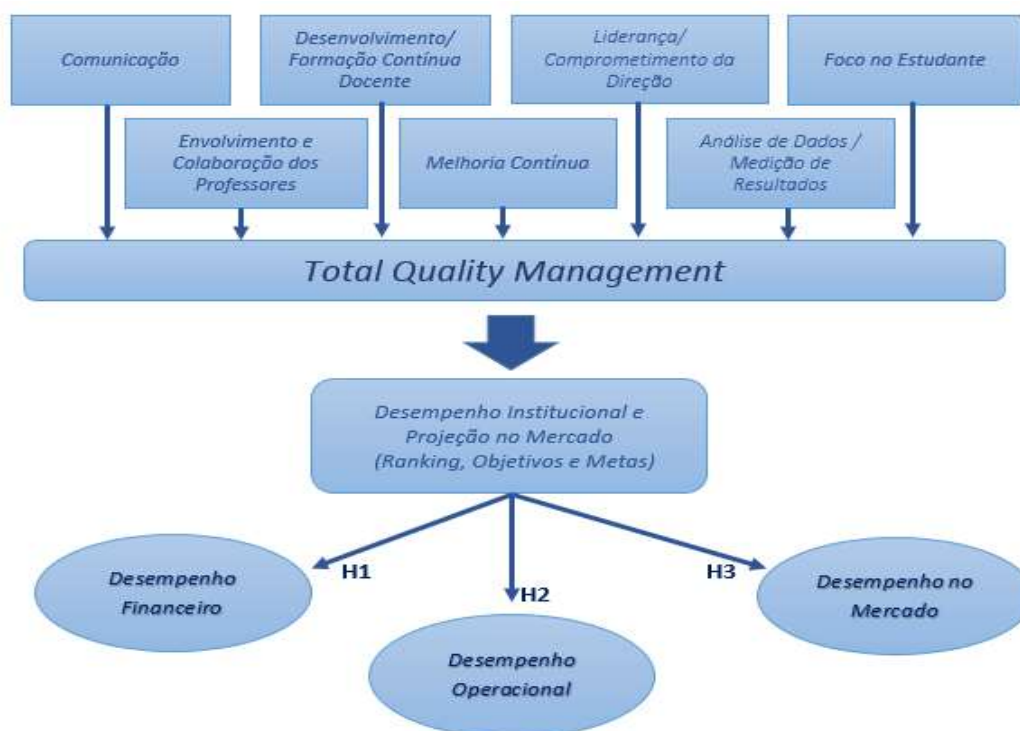 Comunicação
Desenvolvimento/
Formação Contínua
Docente
Liderança/
Comprometimento da
Direção
Foco no Estudante
Envolvimento e
Colaboração dos
Professores
Melhoria Contínua
Análise de Dados /
Medição de
Resultados
Total Quality Management
Desempenho Institucional e
Projeção no Mercado
(Ranking, Objetivos e Metas)
H1
H2
H3
Desempenho
Financeiro
Desempenho
Operacional
Desempenho no
Mercado